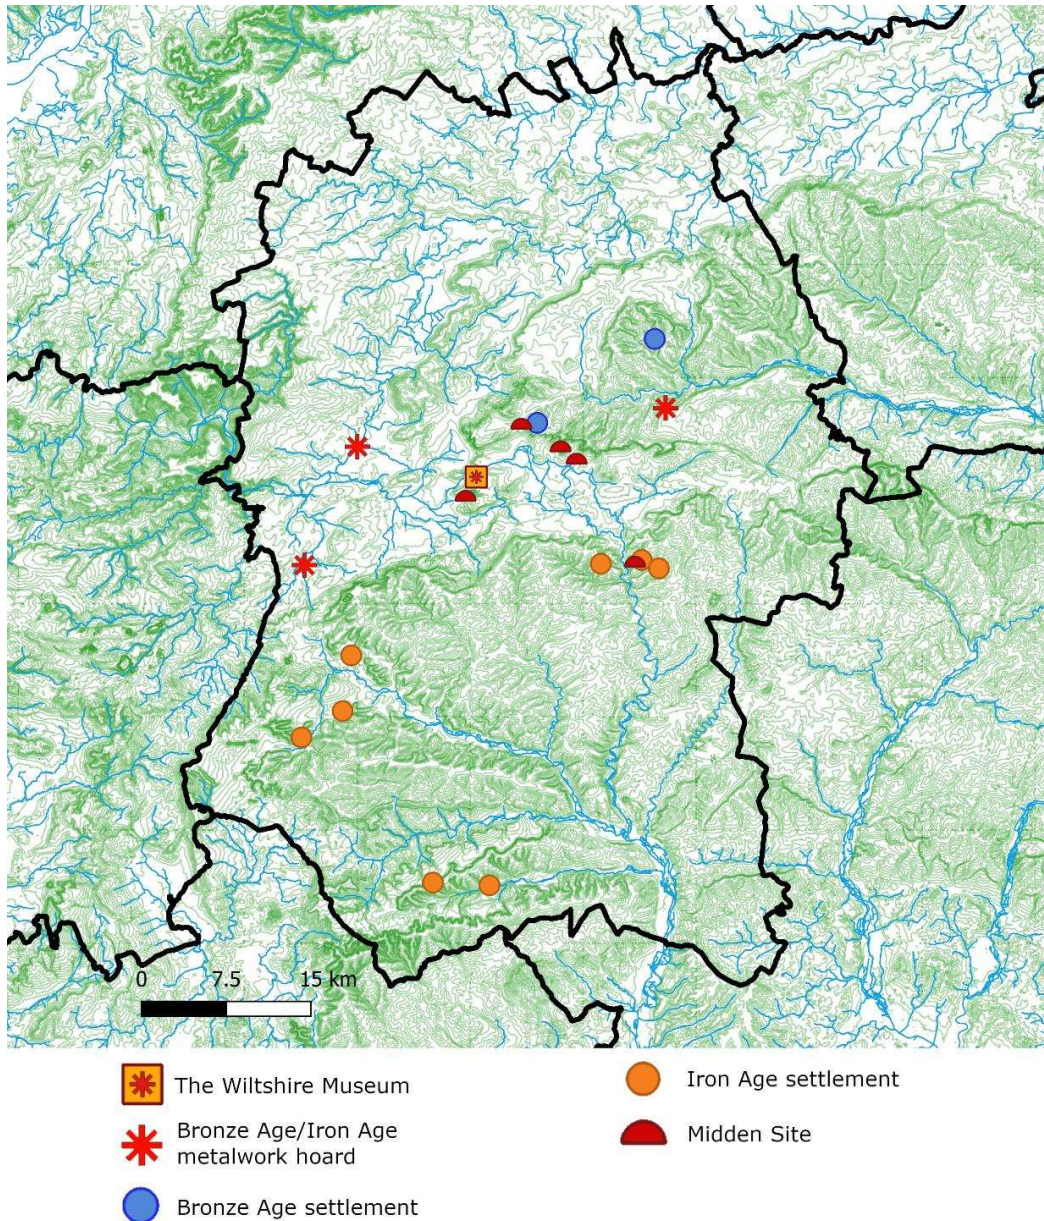 0 7.5 15 km
The Wiltshire Museum
Bronze Age/Iron Age
metalwork hoard
Bronze Age settlement
Iron Age settlement
Midden Site